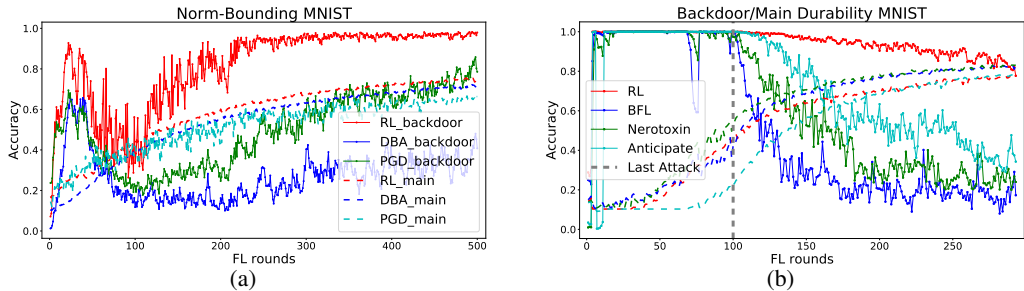 Norm-Bounding MNIST
Accuracy
1.0
0.8
0.6
0.4
0.2
0.0
0
100
200
300
400
500
FL rounds
RL_backdoor
DBA_backdoor
PGD_backdoor
RL_main
DBA_main
PGD_main
(a)
Backdoor/Main Durability MNIST
Accuracy
1.0
0.8
0.6
0.4
0.2
0.0
0
50
100
150
200
250
FL rounds
RL
BFL
Nerotoxin
Anticipate
Last Attack
(b)